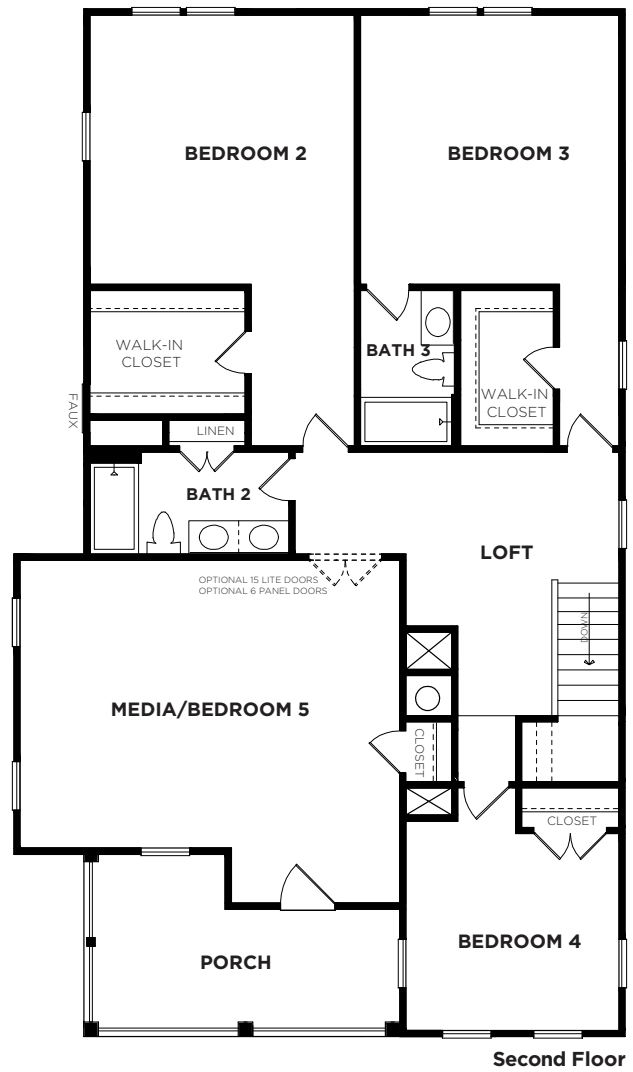 BEDROOM 2
BEDROOM 3
WALK-IN
CLOSET
BATH 3
WALK-IN
CLOSET
FAUX
LINEN
BATH 2
LOFT
OPTIONAL 15 LITE DOORS
OPTIONAL 6 PANEL DOORS
DOWN
MEDIA/BEDROOM 5
CLOSET
CLOSET
BEDROOM 4
PORCH
Second Floor